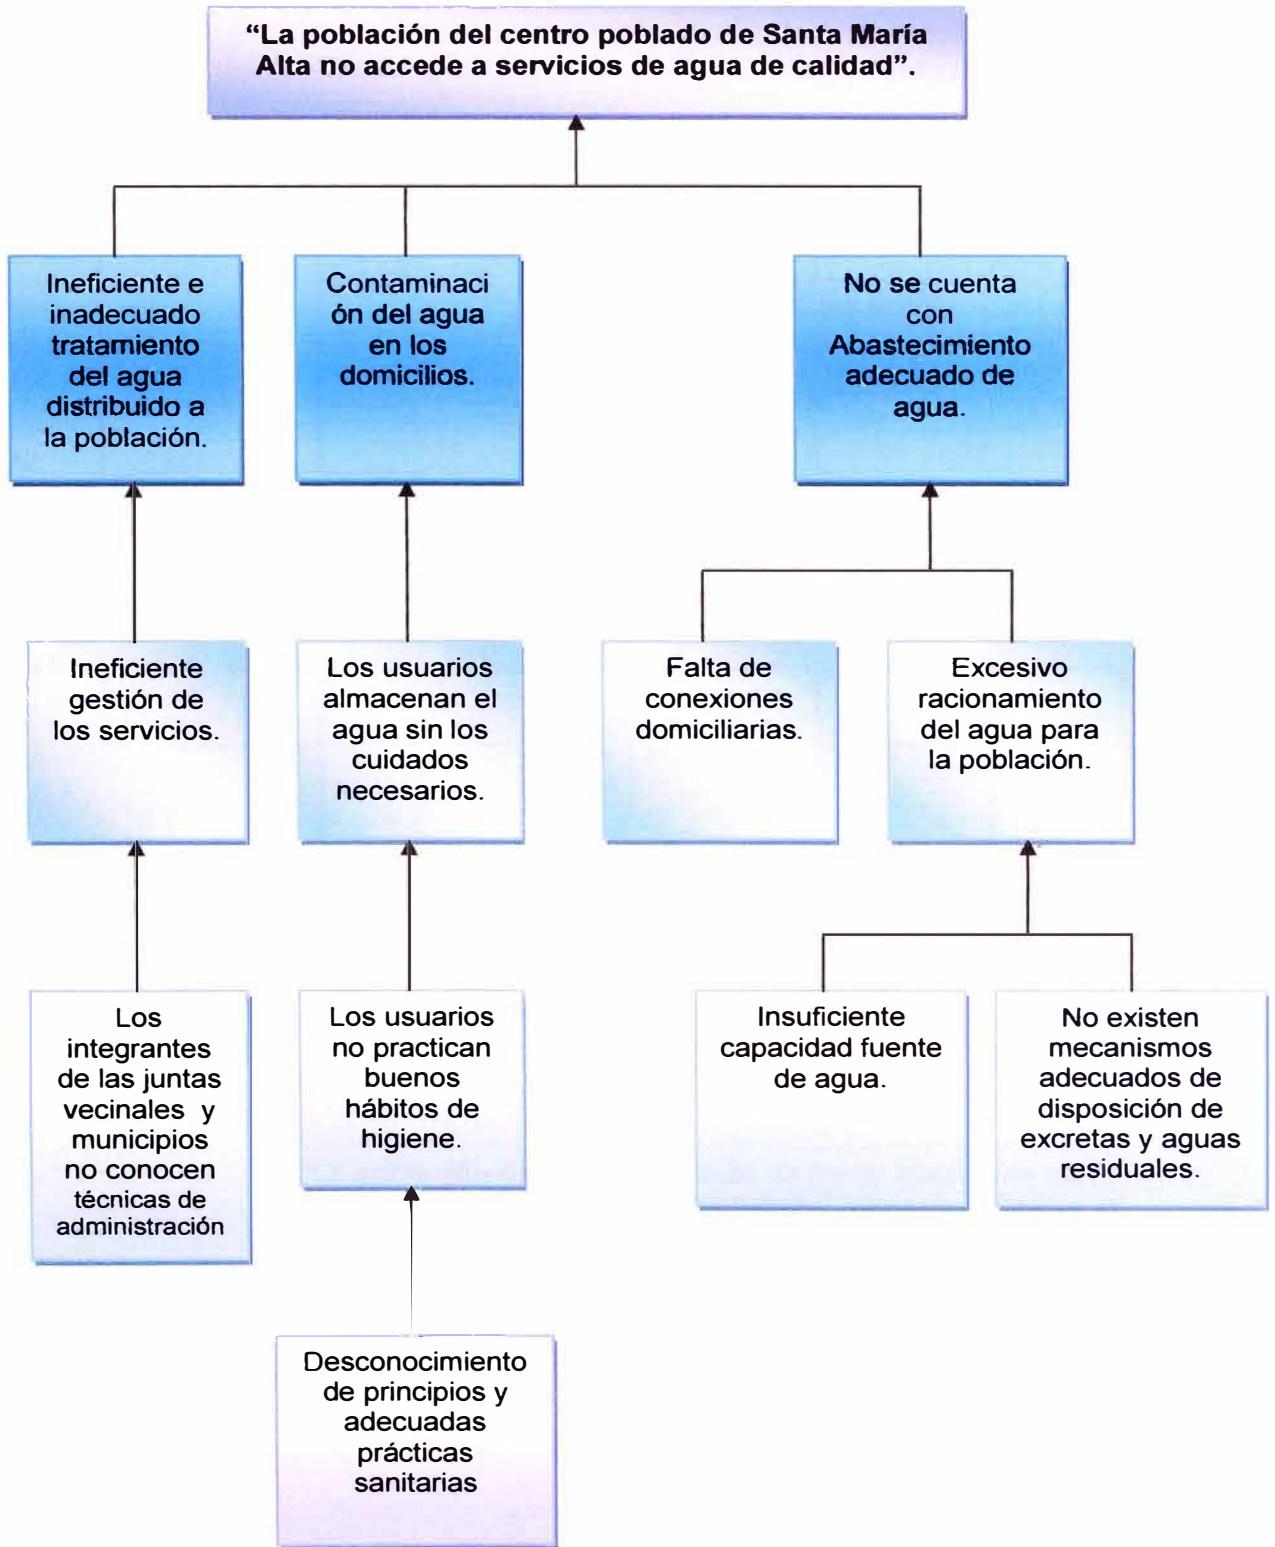 “La población del centro poblado de Santa María
Alta no accede a servicios de agua de calidad”.
Ineficiente e
inadecuado
tratamiento
del agua
distribuido a
la población.
Contaminaci
ón del agua
en los
domicilios.
No se cuenta
con
Abastecimiento
adecuado de
agua.
Ineficiente
gestión de
los servicios.
Los usuarios
almacenan el
agua sin los
cuidados
necesarios.
Falta de
conexiones
domiciliarias.
Excesivo
racionamiento
del agua para
la población.
Los
integrantes
de las juntas
vecinales y
municipios
no conocen
técnicas de
administración
Los usuarios
no practican
buenos
hábitos de
higiene.
Insuficiente
capacidad fuente
de agua.
No existen
mecanismos
adecuados de
disposición de
excretas y aguas
residuales.
Desconocimiento
de principios y
adecuadas
prácticas
sanitarias